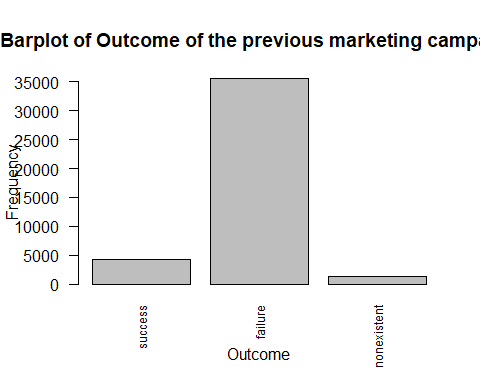 Barplot of Outcome of the previous marketing campa
35000
30000
25000
20000
15000
10000
5000
0
Frequency
success
failure
nonexistent
Outcome